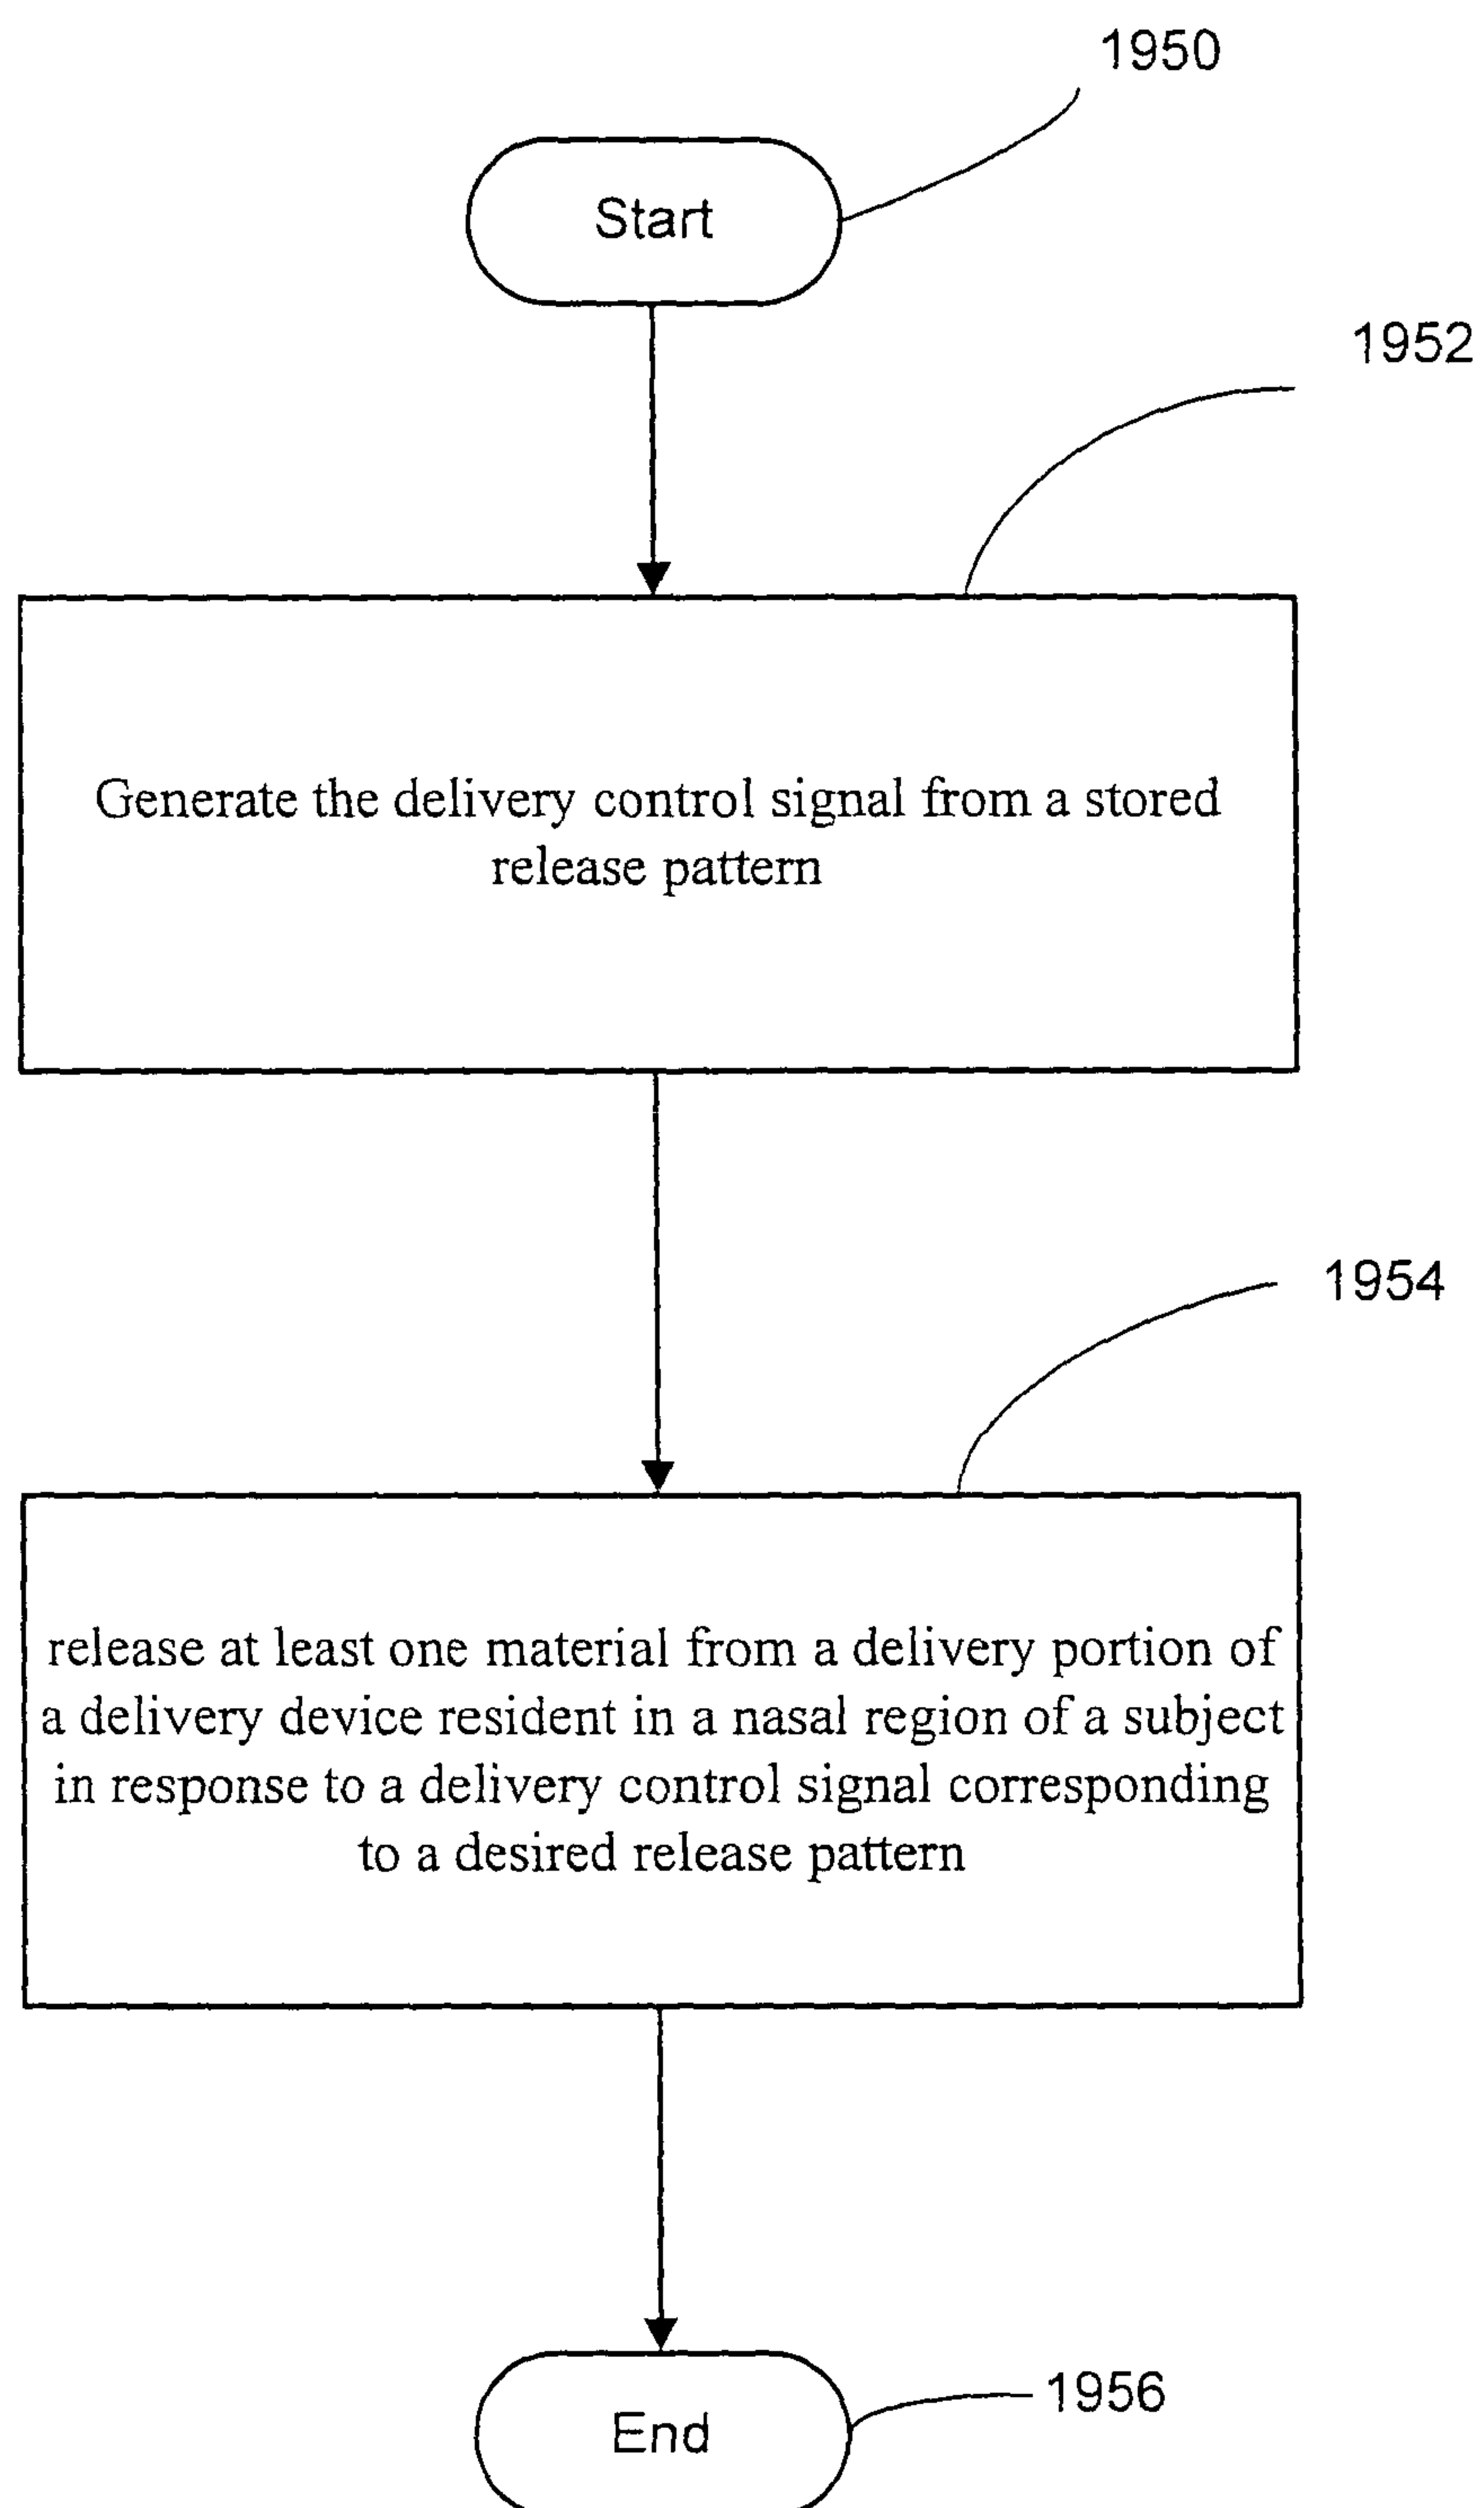 1950
Start
1952
Generate the delivery control signal from a stored
release pattern
1954
release at least one material from a delivery portion of
a delivery device resident in a nasal region of a subject
in response to a delivery control signal corresponding
to a desired release pattern
1956
End